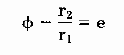 ϕ - r₂/r₁ = e